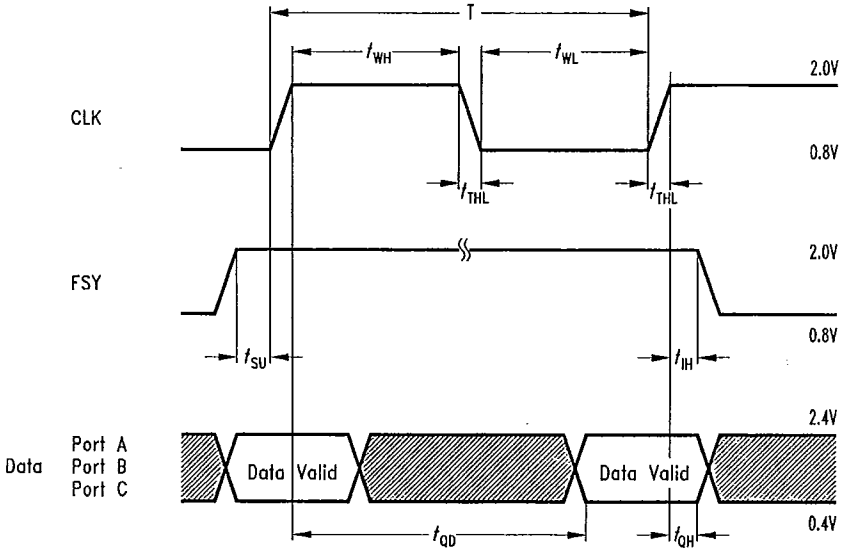 T
tWH
tWL
2.0V
CLK
0.8V
tTHL
tTHL
2.0V
FSY
0.8V
tSU
tIH
2.4V
Port A
Data Port B Data Valid Data Valid
Port C
0.4V
tQD
tQH